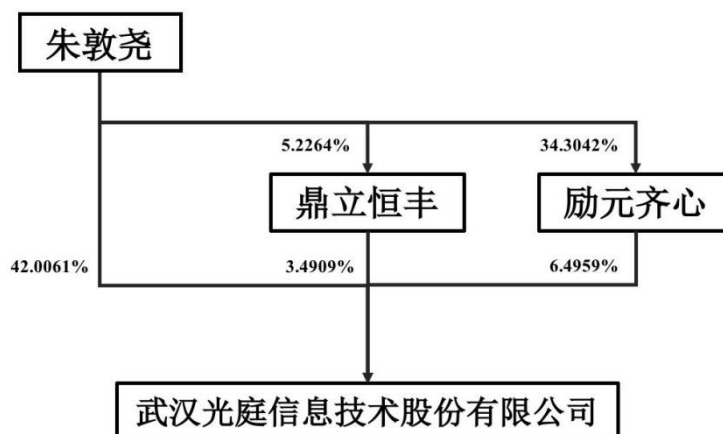 朱敦尧
5.2264%
34.3042%
鼎立恒丰
励元齐心
42.0061%
3.4909%
6.4959%
武汉光庭信息技术股份有限公司